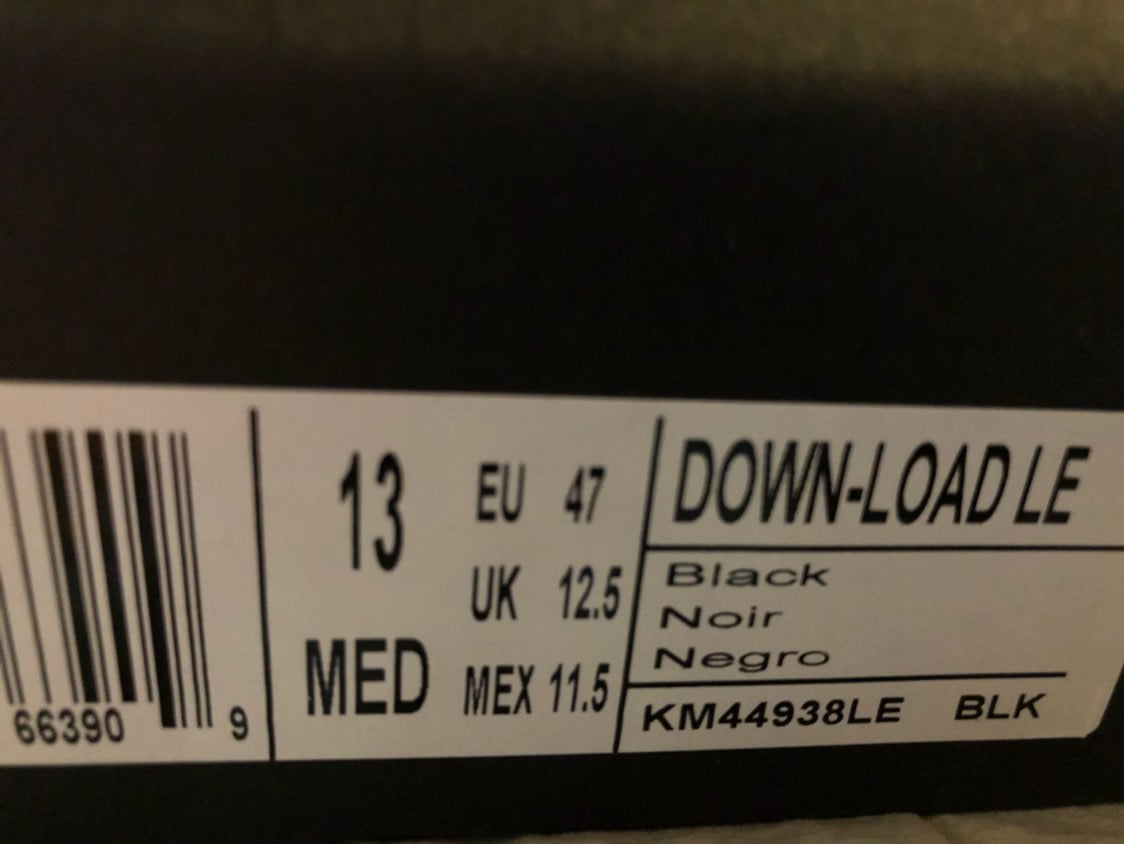 66390 9
13
MED
EU 47
UK 12.5
MEX 11.5
DOWN-LOAD LE
Black
Noir
Negro
KM44938LE BLK